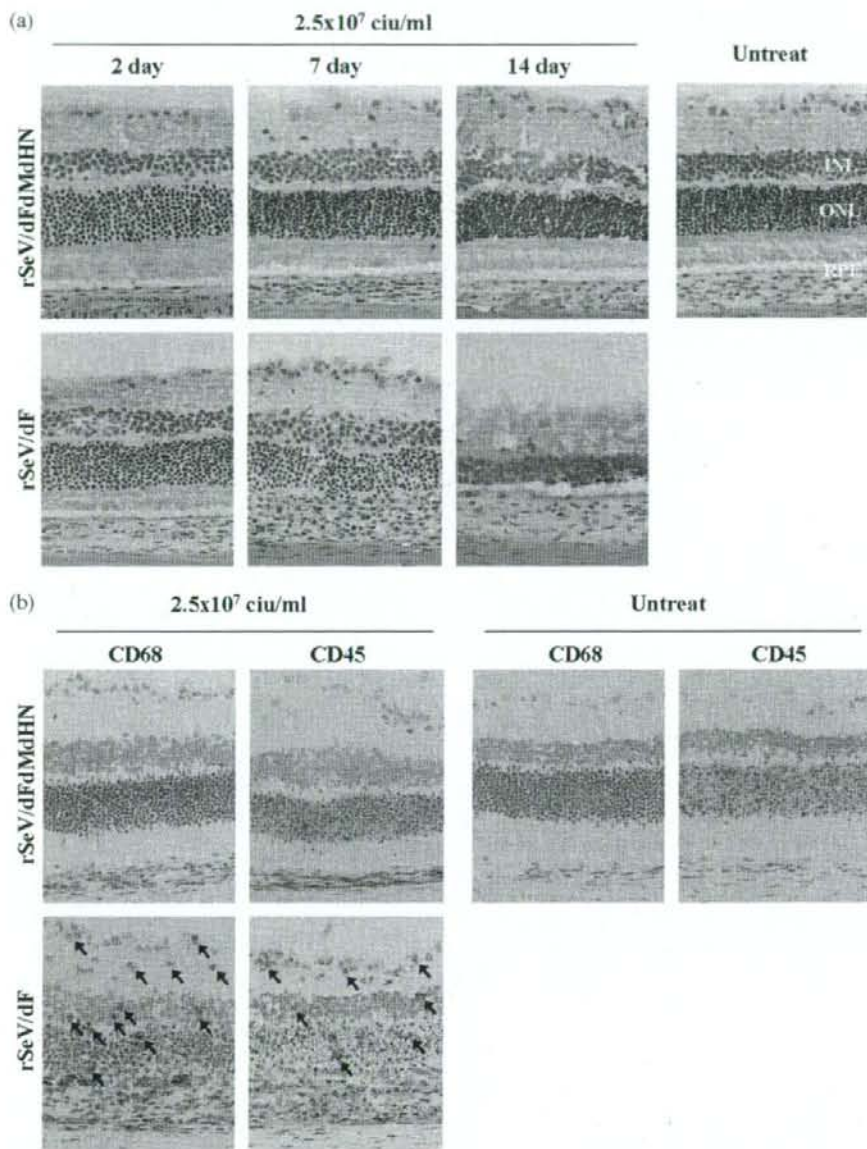 (a)
2.5x10⁷ ciu/ml
2 day 7 day 14 day Untreat
rSeV/dFdMdHN
INL
ONL
RPE
rSeV/dF
(b)
2.5x10⁷ ciu/ml Untreat
CD68 CD45 CD68 CD45
rSeV/dFdMdHN
rSeV/dF